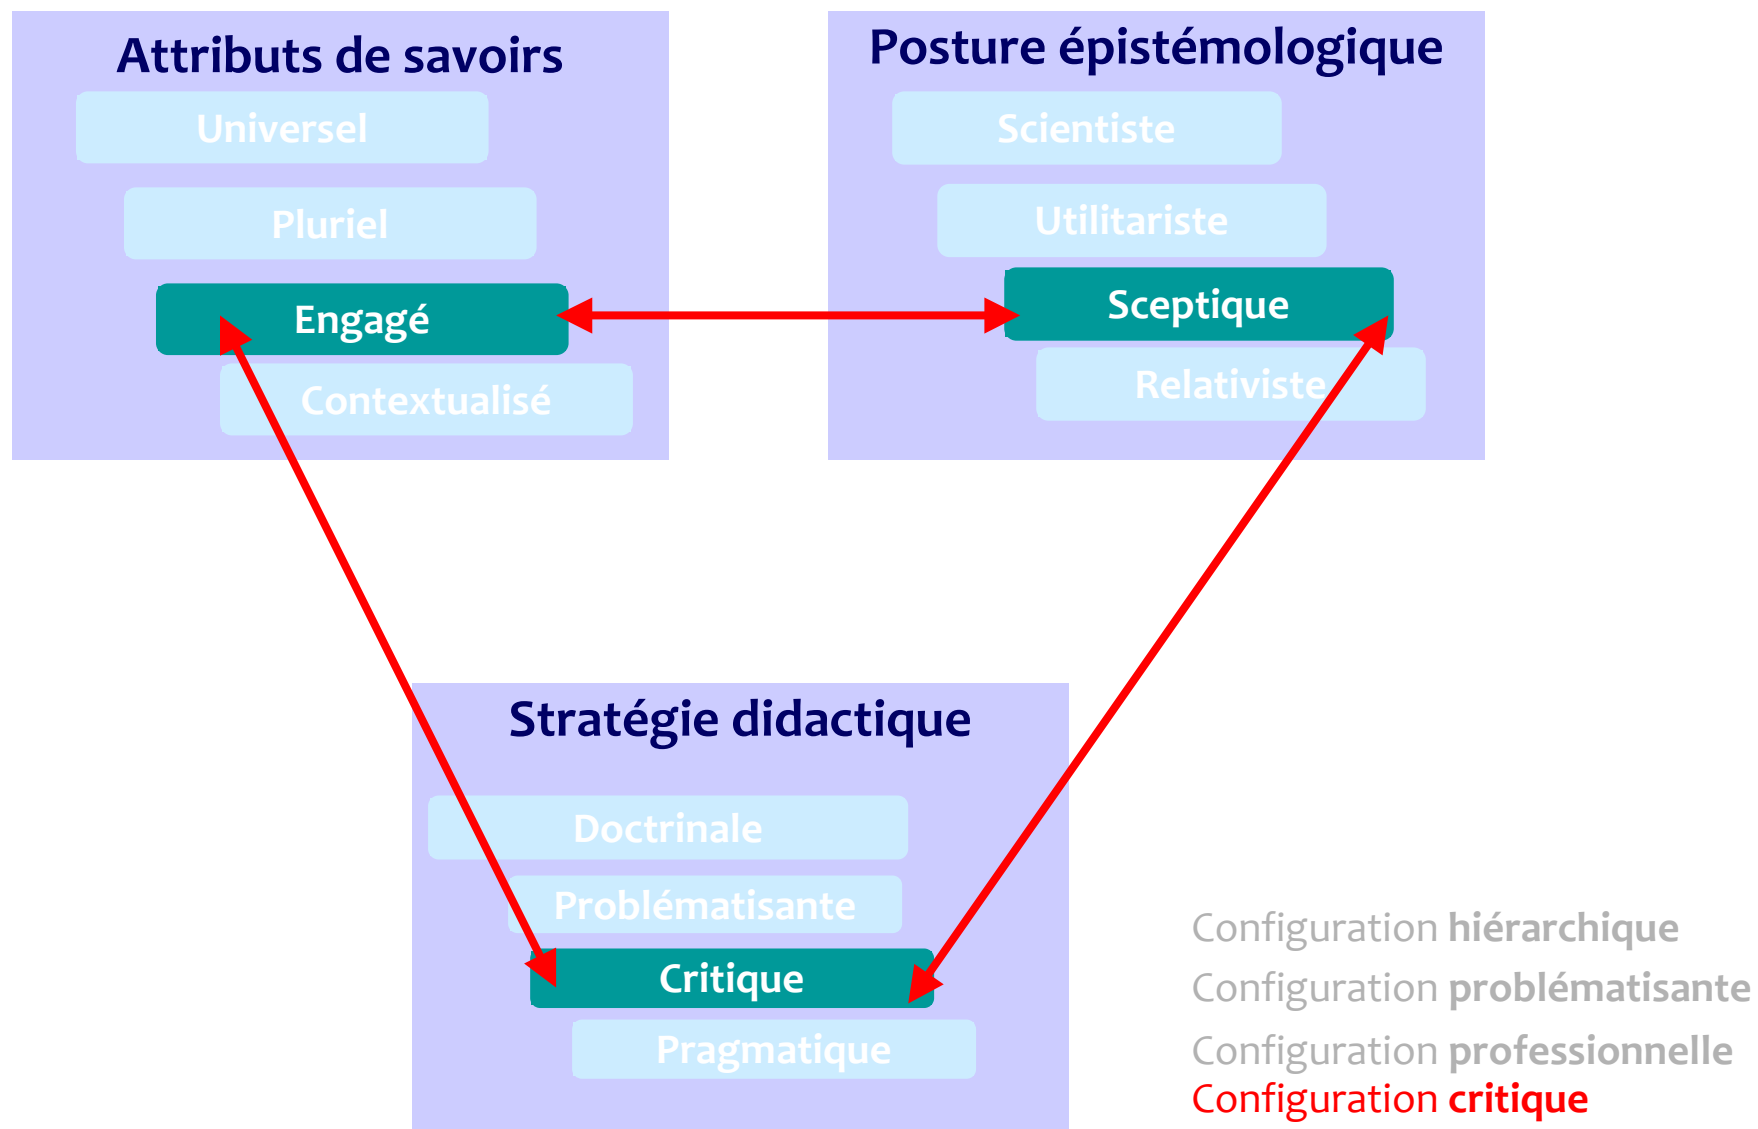 Attributs de savoirs
Universel
Pluriel
Engagé
Contextualisé
Posture épistémologique
Scientiste
Utilitariste
Sceptique
Relativiste
Stratégie didactique
Doctrinale
Problématisante
Critique
Pragmatique
Configuration hiérarchique
Configuration problématisante
Configuration professionnelle
Configuration critique